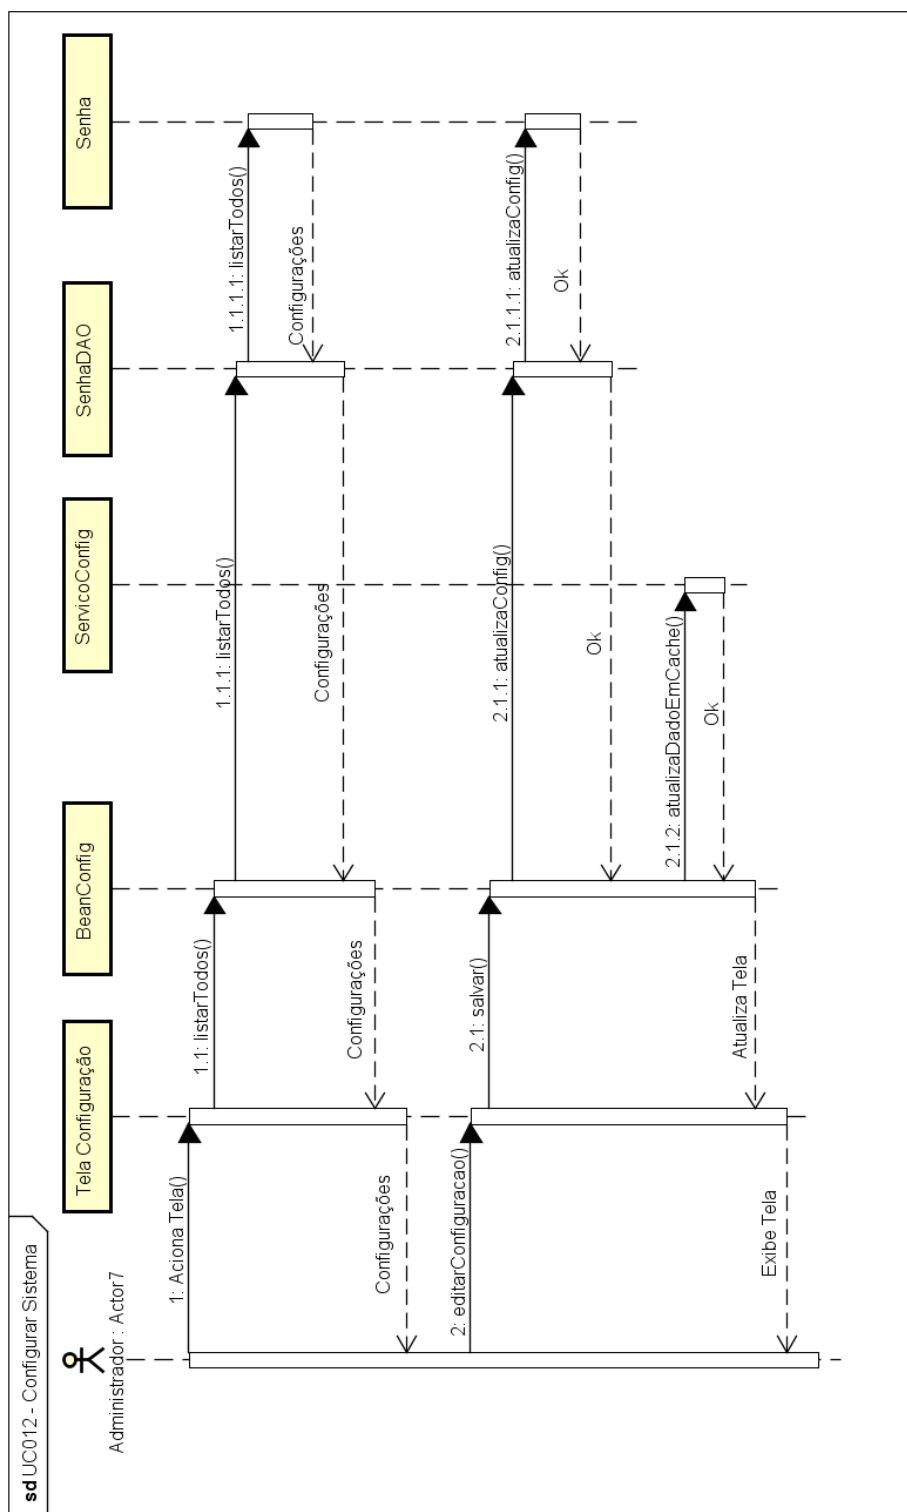 sd UC012 - Configurar Sistema
Administrador : Actor7
Tela Configuração
BeanConfig
ServicoConfig
SenhaDAO
Senha
1: Aciona Tela()
1.1: listarTodos()
1.1.1: listarTodos()
1.1.1.1: listarTodos()
Configurações
Configurações
Configurações
Configurações
2: editarConfiguracao()
2.1: salvar()
2.1.1: atualizaConfig()
2.1.1.1: atualizaConfig()
Ok
Ok
2.1.2: atualizaDadoEmCache()
Ok
Atualiza Tela
Exibe Tela